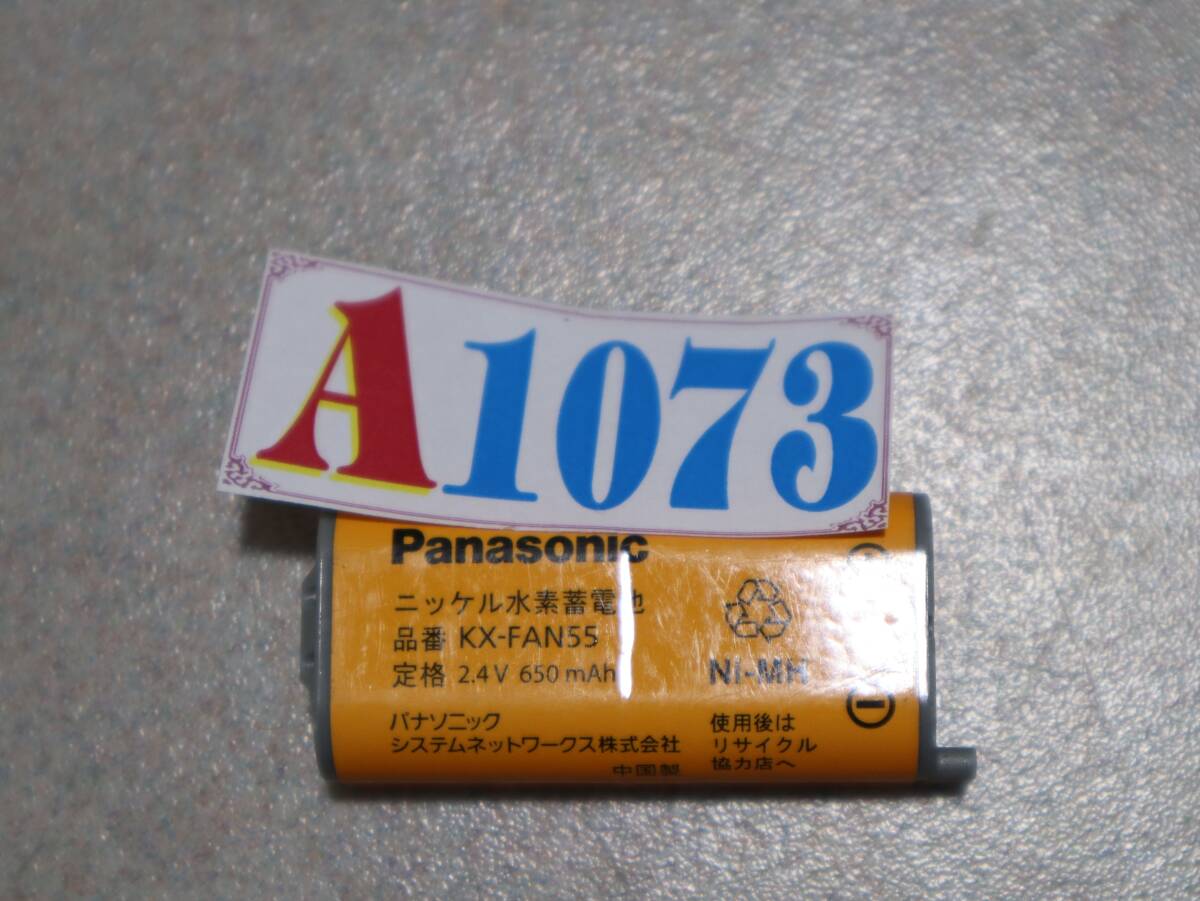 A1073
Panasonic
ニッケル水素蓄電池
品番 KX-FAN55
定格 2.4V 650mAh
Ni-MH
パナソニック
システムネットワークス株式会社
中国製
使用後は
リサイクル
協力店へ